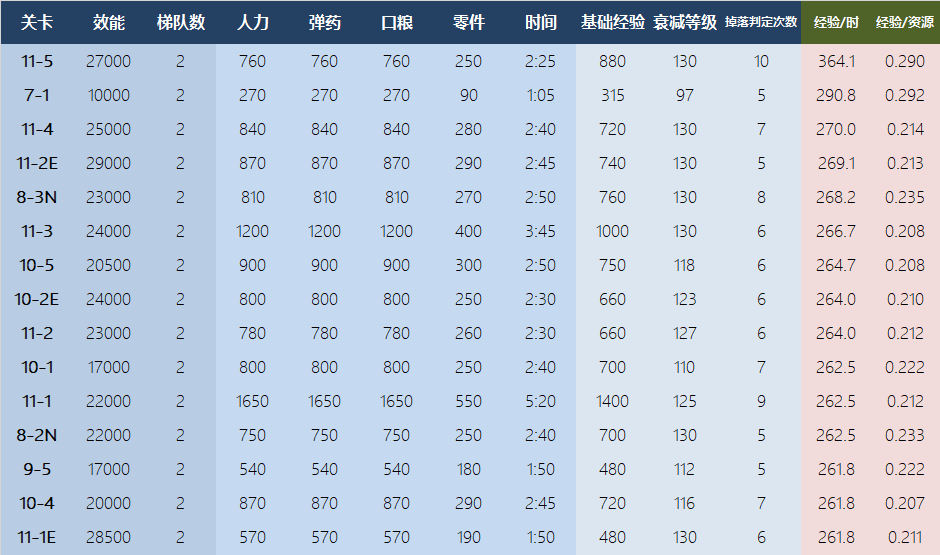 关卡 效能 梯队数 人力 弹药 口粮 零件 时间 基础经验 衰减等级 掉落判定次数 经验/时 经验/资源
11-5 27000 2 760 760 760 250 2:25 880 130 10 364.1 0.290
7-1 10000 2 270 270 270 90 1:05 315 97 5 290.8 0.292
11-4 25000 2 840 840 840 280 2:40 720 130 7 270.0 0.214
11-2E 29000 2 870 870 870 290 2:45 740 130 5 269.1 0.213
8-3N 23000 2 810 810 810 270 2:50 760 130 8 268.2 0.235
11-3 24000 2 1200 1200 1200 400 3:45 1000 130 6 266.7 0.208
10-5 20500 2 900 900 900 300 2:50 750 118 6 264.7 0.208
10-2E 24000 2 800 800 800 250 2:30 660 123 6 264.0 0.210
11-2 23000 2 780 780 780 260 2:30 660 127 6 264.0 0.212
10-1 17000 2 800 800 800 250 2:40 700 110 7 262.5 0.222
11-1 22000 2 1650 1650 1650 550 5:20 1400 125 9 262.5 0.212
8-2N 22000 2 750 750 750 250 2:40 700 130 5 262.5 0.233
9-5 17000 2 540 540 540 180 1:50 480 112 5 261.8 0.222
10-4 20000 2 870 870 870 290 2:45 720 116 7 261.8 0.207
11-1E 28500 2 570 570 570 190 1:50 480 130 6 261.8 0.211